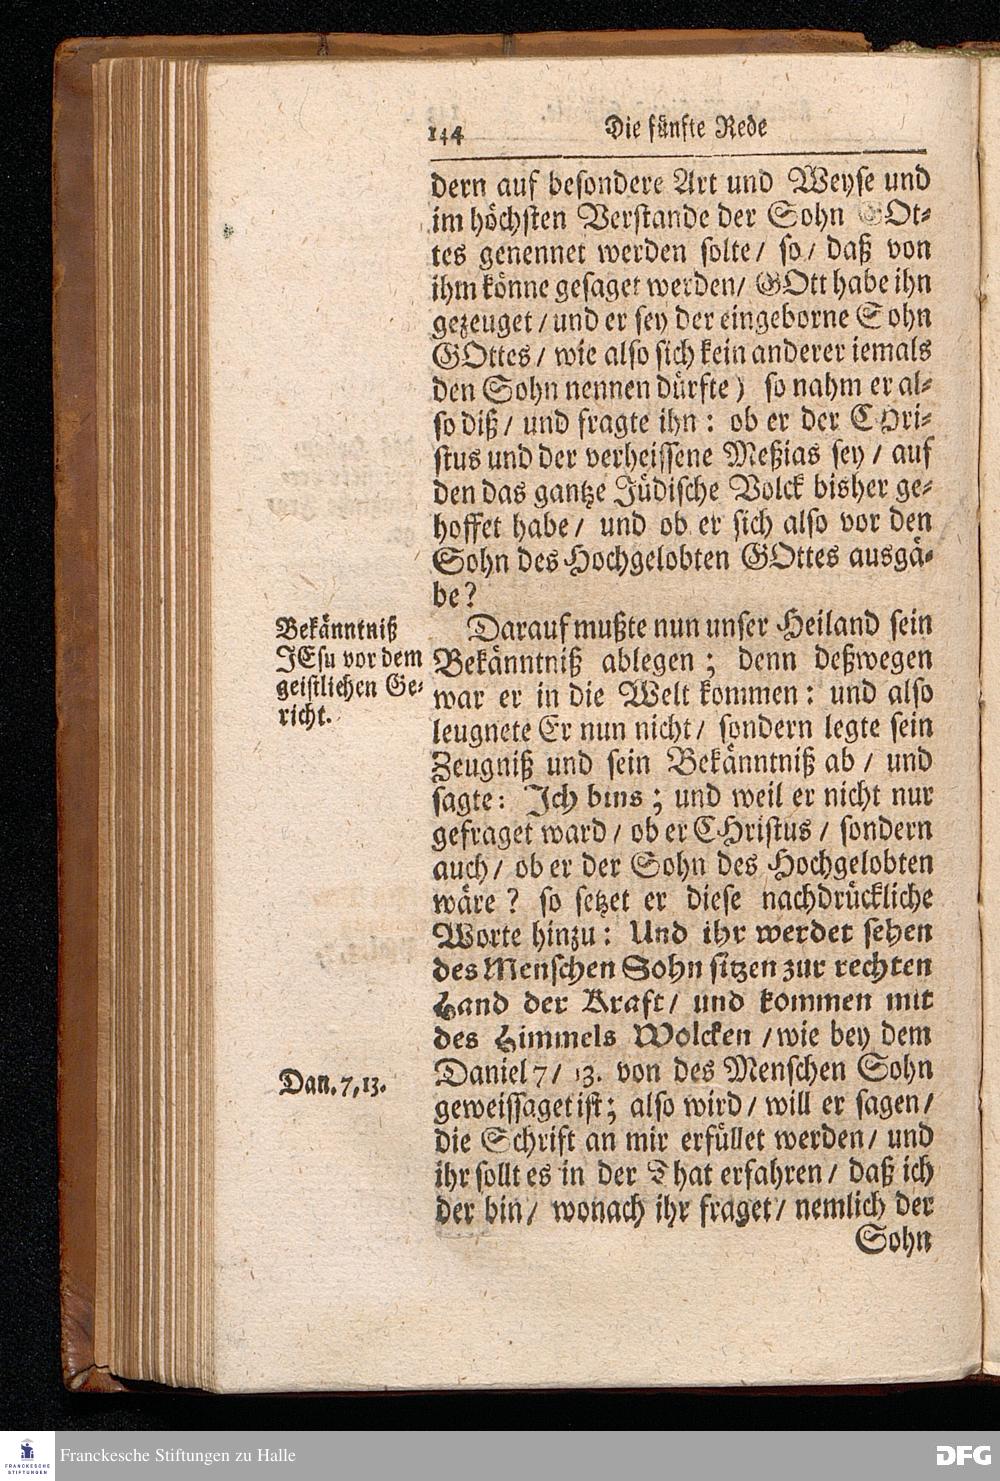 144 Die fünfte Rede
dern auf besondere Art und Weyse und
im höchsten Verstande der Sohn GOt-
tes genennet werden solte/ so/ daß von
ihm könne gesaget werden/ GOtt habe ihn
gezeuget/ und er sey der eingeborne Sohn
GOttes/ wie also sich kein anderer iemals
den Sohn nennen dürfte) so nahm er al-
so diß/ und fragte ihn: ob er der CHri-
stus und der verheissene Meßias sey/ auf
den das gantze Jüdische Volck bisher ge-
hoffet habe/ und ob er sich also vor den
Sohn des Hochgelobten GOttes ausgä-
be?
Bekänntniß
JEsu vor dem
geistlichen Ge-
richt.
Darauf mußte nun unser Heiland sein
Bekänntniß ablegen; denn deßwegen
war er in die Welt kommen: und also
leugnete Er nun nicht/ sondern legte sein
Zeugniß und sein Bekänntniß ab/ und
sagte: Jch bins; und weil er nicht nur
gefraget ward/ ob er CHristus/ sondern
auch/ ob er der Sohn des Hochgelobten
wäre? so setzet er diese nachdrückliche
Worte hinzu: Und ihr werdet sehen
des Menschen Sohn sitzen zur rechten
Hand der Kraft/ und kommen mit
des Himmels Wolcken/ wie bey dem
Dan. 7, 13.
Daniel 7/ 13. von des Menschen Sohn
geweissaget ist; also wird/ will er sagen/
die Schrift an mir erfüllet werden/ und
ihr sollt es in der That erfahren/ daß ich
der bin/ wonach ihr fraget/ nemlich der
Sohn
FRANCKESCHE
STIFTUNGEN
Franckesche Stiftungen zu Halle
DFG